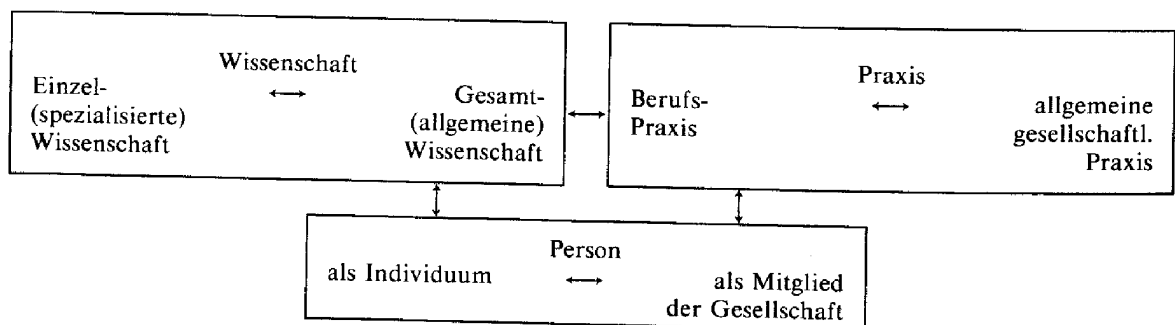 Wissenschaft
Einzel-
(spezialisierte)
Wissenschaft
Gesamt-
(allgemeine)
Wissenschaft
Praxis
Berufs-
Praxis
allgemeine
gesellschaftl.
Praxis
Person
als Individuum
als Mitglied
der Gesellschaft